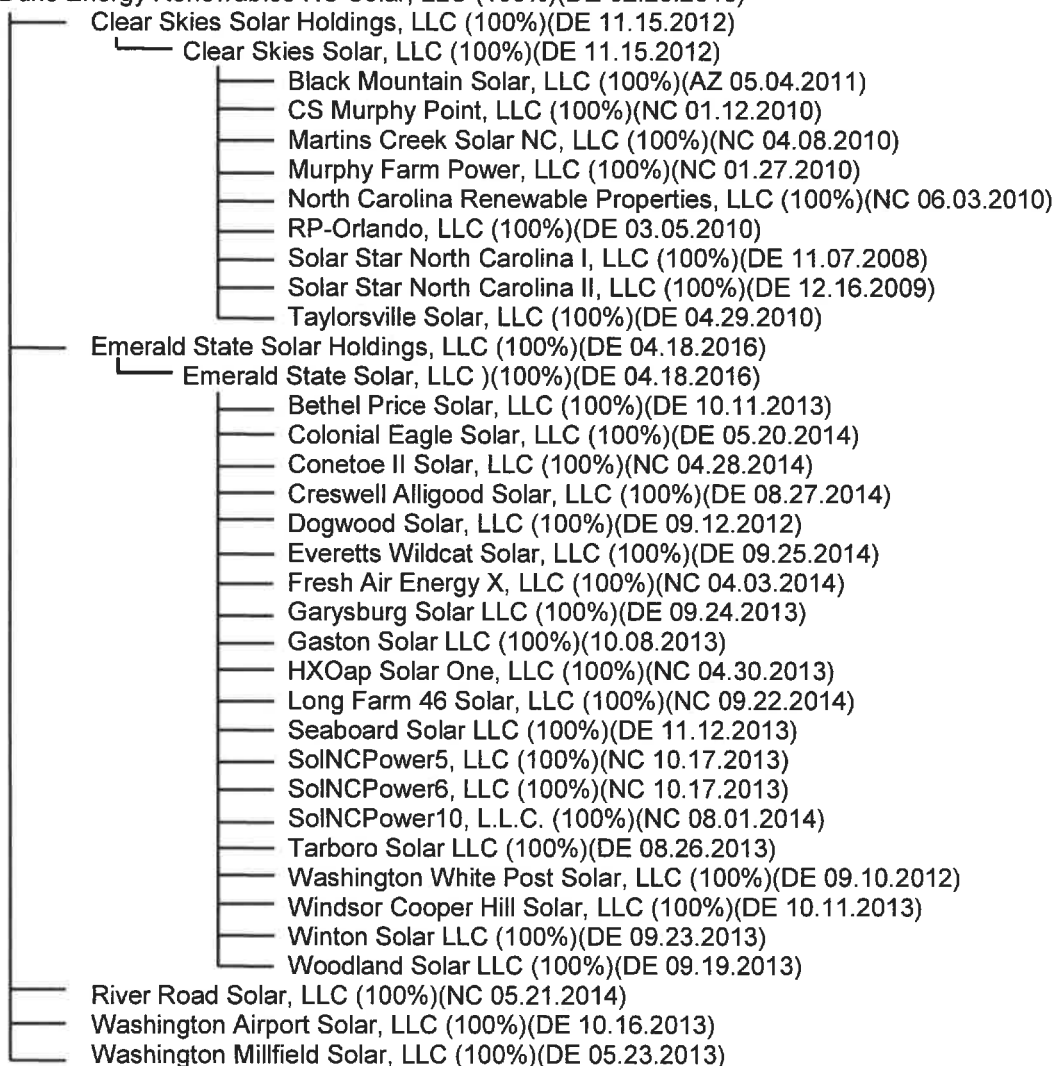 Clear Skies Solar Holdings, LLC (100%)(DE 11.15.2012)
Clear Skies Solar, LLC (100%)(DE 11.15.2012)
Black Mountain Solar, LLC (100%)(AZ 05.04.2011)
CS Murphy Point, LLC (100%)(NC 01.12.2010)
Martins Creek Solar NC, LLC (100%)(NC 04.08.2010)
Murphy Farm Power, LLC (100%)(NC 01.27.2010)
North Carolina Renewable Properties, LLC (100%)(NC 06.03.2010)
RP-Orlando, LLC (100%)(DE 03.05.2010)
Solar Star North Carolina I, LLC (100%)(DE 11.07.2008)
Solar Star North Carolina II, LLC (100%)(DE 12.16.2009)
Taylorsville Solar, LLC (100%)(DE 04.29.2010)
Emerald State Solar Holdings, LLC (100%)(DE 04.18.2016)
Emerald State Solar, LLC )(100%)(DE 04.18.2016)
Bethel Price Solar, LLC (100%)(DE 10.11.2013)
Colonial Eagle Solar, LLC (100%)(DE 05.20.2014)
Conetoe II Solar, LLC (100%)(NC 04.28.2014)
Creswell Alligood Solar, LLC (100%)(DE 08.27.2014)
Dogwood Solar, LLC (100%)(DE 09.12.2012)
Everetts Wildcat Solar, LLC (100%)(DE 09.25.2014)
Fresh Air Energy X, LLC (100%)(NC 04.03.2014)
Garysburg Solar LLC (100%)(DE 09.24.2013)
Gaston Solar LLC (100%)(10.08.2013)
HXOap Solar One, LLC (100%)(NC 04.30.2013)
Long Farm 46 Solar, LLC (100%)(NC 09.22.2014)
Seaboard Solar LLC (100%)(DE 11.12.2013)
SolNCPower5, LLC (100%)(NC 10.17.2013)
SolNCPower6, LLC (100%)(NC 10.17.2013)
SolNCPower10, L.L.C. (100%)(NC 08.01.2014)
Tarboro Solar LLC (100%)(DE 08.26.2013)
Washington White Post Solar, LLC (100%)(DE 09.10.2012)
Windsor Cooper Hill Solar, LLC (100%)(DE 10.11.2013)
Winton Solar LLC (100%)(DE 09.23.2013)
Woodland Solar LLC (100%)(DE 09.19.2013)
River Road Solar, LLC (100%)(NC 05.21.2014)
Washington Airport Solar, LLC (100%)(DE 10.16.2013)
Washington Millfield Solar, LLC (100%)(DE 05.23.2013)